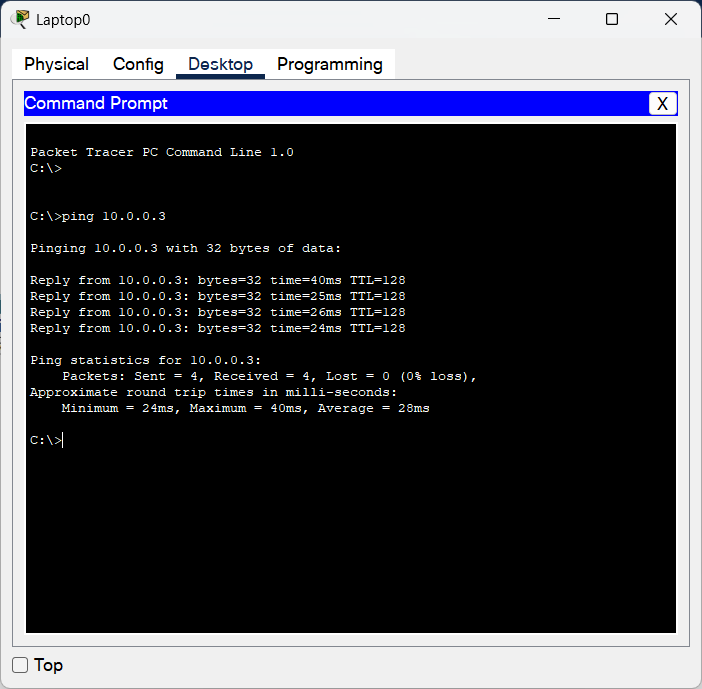 Laptop0
Physical Config Desktop Programming
Command Prompt X
Packet Tracer PC Command Line 1.0
C:\>
C:\>ping 10.0.0.3
Pinging 10.0.0.3 with 32 bytes of data:
Reply from 10.0.0.3: bytes=32 time=40ms TTL=128
Reply from 10.0.0.3: bytes=32 time=25ms TTL=128
Reply from 10.0.0.3: bytes=32 time=26ms TTL=128
Reply from 10.0.0.3: bytes=32 time=24ms TTL=128
Ping statistics for 10.0.0.3:
Packets: Sent = 4, Received = 4, Lost = 0 (0% loss),
Approximate round trip times in milli-seconds:
Minimum = 24ms, Maximum = 40ms, Average = 28ms
C:\>
Top